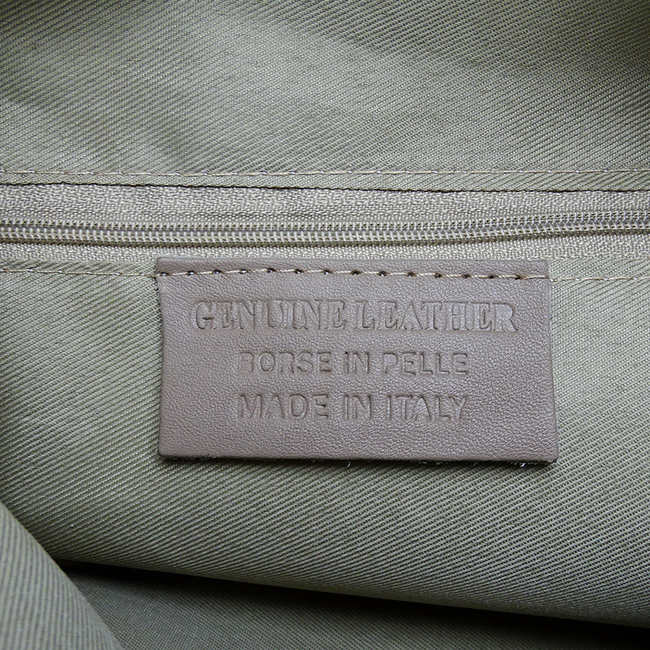 GENUINE LEATHER
BORSE IN PELLE
MADE IN ITALY